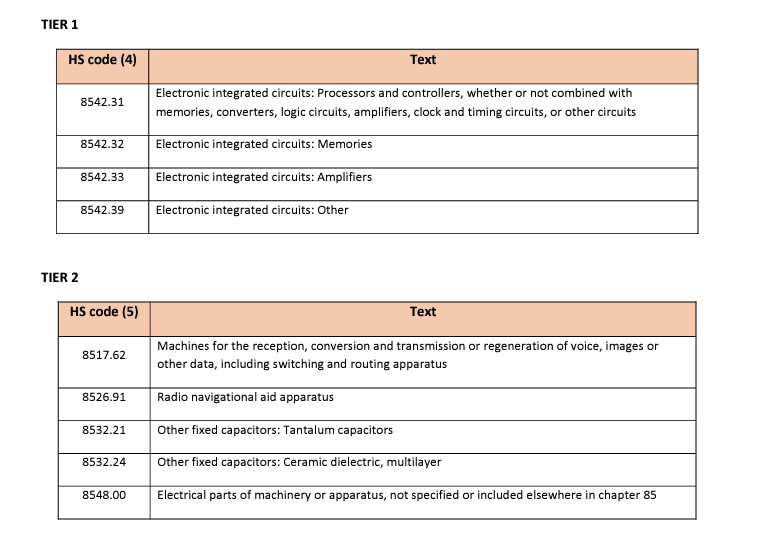 TIER 1
HS code (4) Text
8542.31 Electronic integrated circuits: Processors and controllers, whether or not combined with
memories, converters, logic circuits, amplifiers, clock and timing circuits, or other circuits
8542.32 Electronic integrated circuits: Memories
8542.33 Electronic integrated circuits: Amplifiers
8542.39 Electronic integrated circuits: Other
TIER 2
HS code (5) Text
8517.62 Machines for the reception, conversion and transmission or regeneration of voice, images or
other data, including switching and routing apparatus
8526.91 Radio navigational aid apparatus
8532.21 Other fixed capacitors: Tantalum capacitors
8532.24 Other fixed capacitors: Ceramic dielectric, multilayer
8548.00 Electrical parts of machinery or apparatus, not specified or included elsewhere in chapter 85